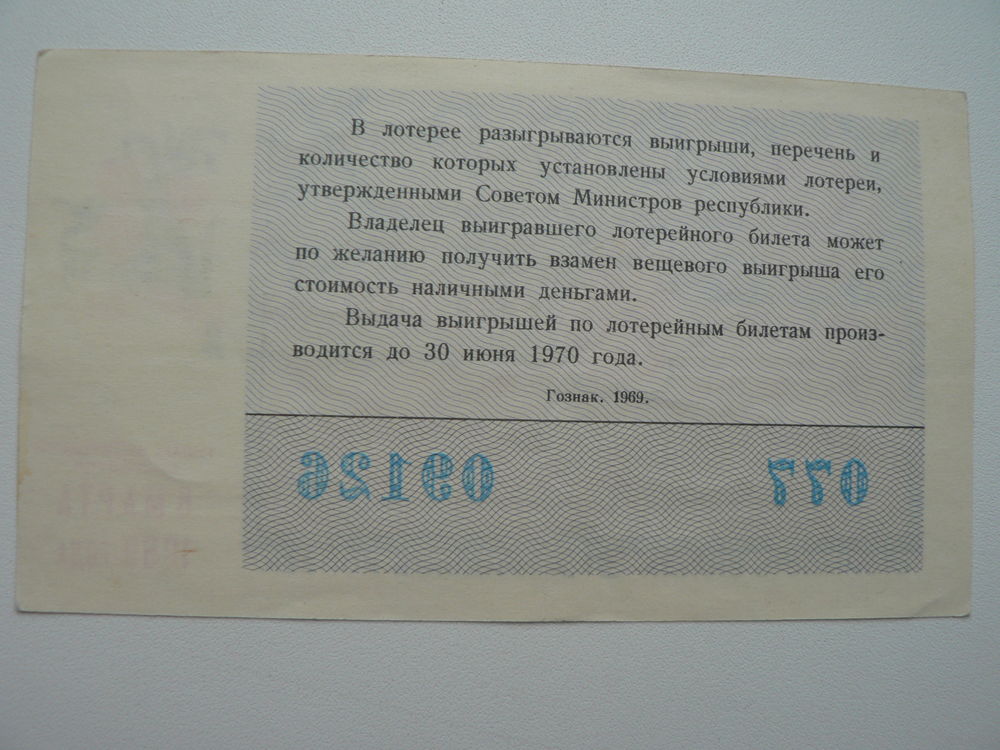 В лотерее разыгрываются выигрыши, перечень и
количество которых установлены условиями лотереи,
утвержденными Советом Министров республики.
Владелец выигравшего лотерейного билета может
по желанию получить взамен вещевого выигрыша его
стоимость наличными деньгами.
Выдача выигрышей по лотерейным билетам произ-
водится до 30 июня 1970 года.
Гознак. 1969.
09126 077